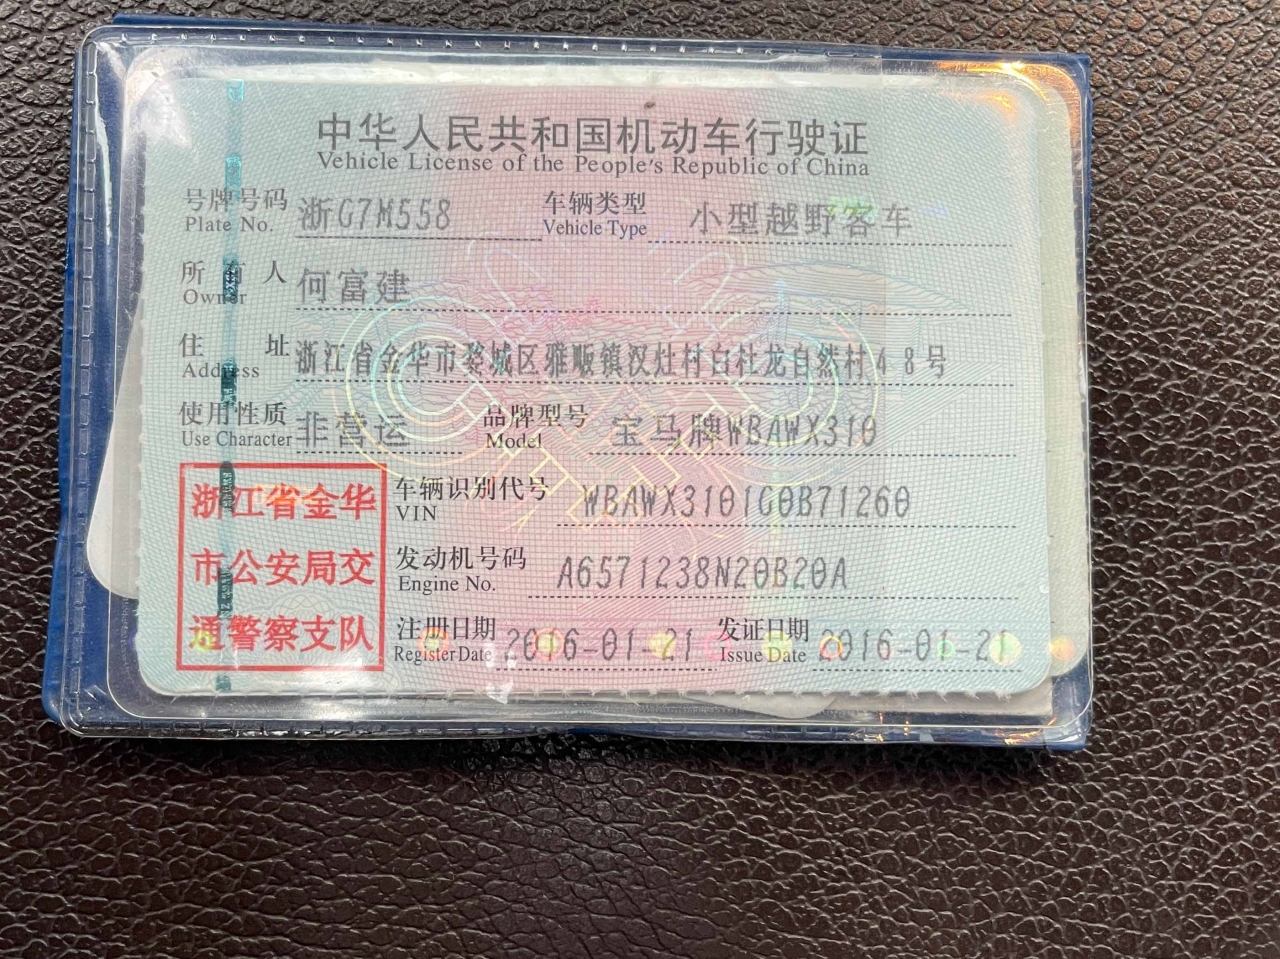 中华人民共和国机动车行驶证
Vehicle License of the People's Republic of China
号牌号码 浙G7M558 车辆类型 小型越野客车
Plate No. Vehicle Type
所有人 何富建
Owner
住址 浙江省金华市婺城区雅畈镇汉灶村白杜龙自然村48号
Address
使用性质 非营运 品牌型号 宝马牌WBAWX310
Use Character Model
浙江省金华
市公安局交
通警察支队
车辆识别代号 WBAWX3101G0B71260
VIN
发动机号码 A6571238N20B20A
Engine No.
注册日期 2016-01-21 发证日期 2016-01-21
Register Date Issue Date